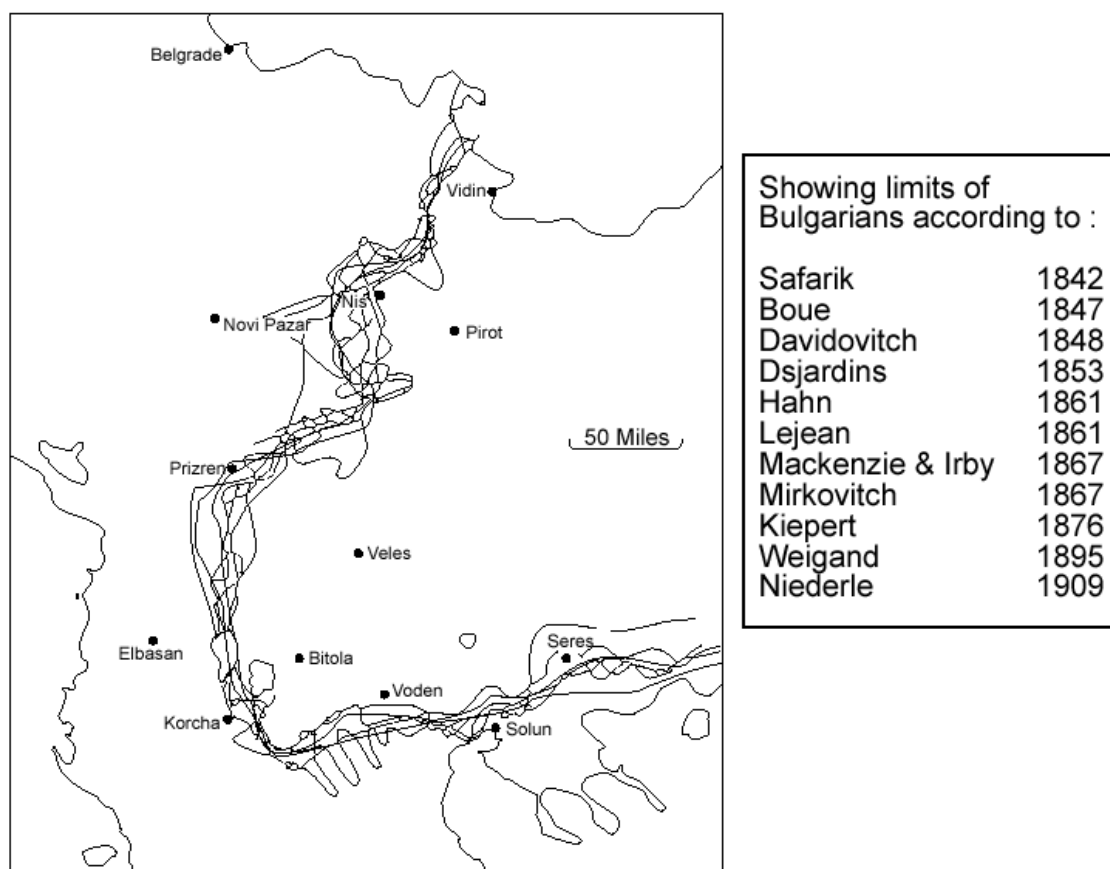 Belgrade
Vidin
Nis
Novi Pazar
Pirot
50 Miles
Prizren
Veles
Elbasan
Bitola
Seres
Voden
Korcha
Solun
Showing limits of
Bulgarians according to :
Safarik 1842
Boue 1847
Davidovitch 1848
Dsjardins 1853
Hahn 1861
Lejean 1861
Mackenzie & Irby 1867
Mirkovitch 1867
Kiepert 1876
Weigand 1895
Niederle 1909